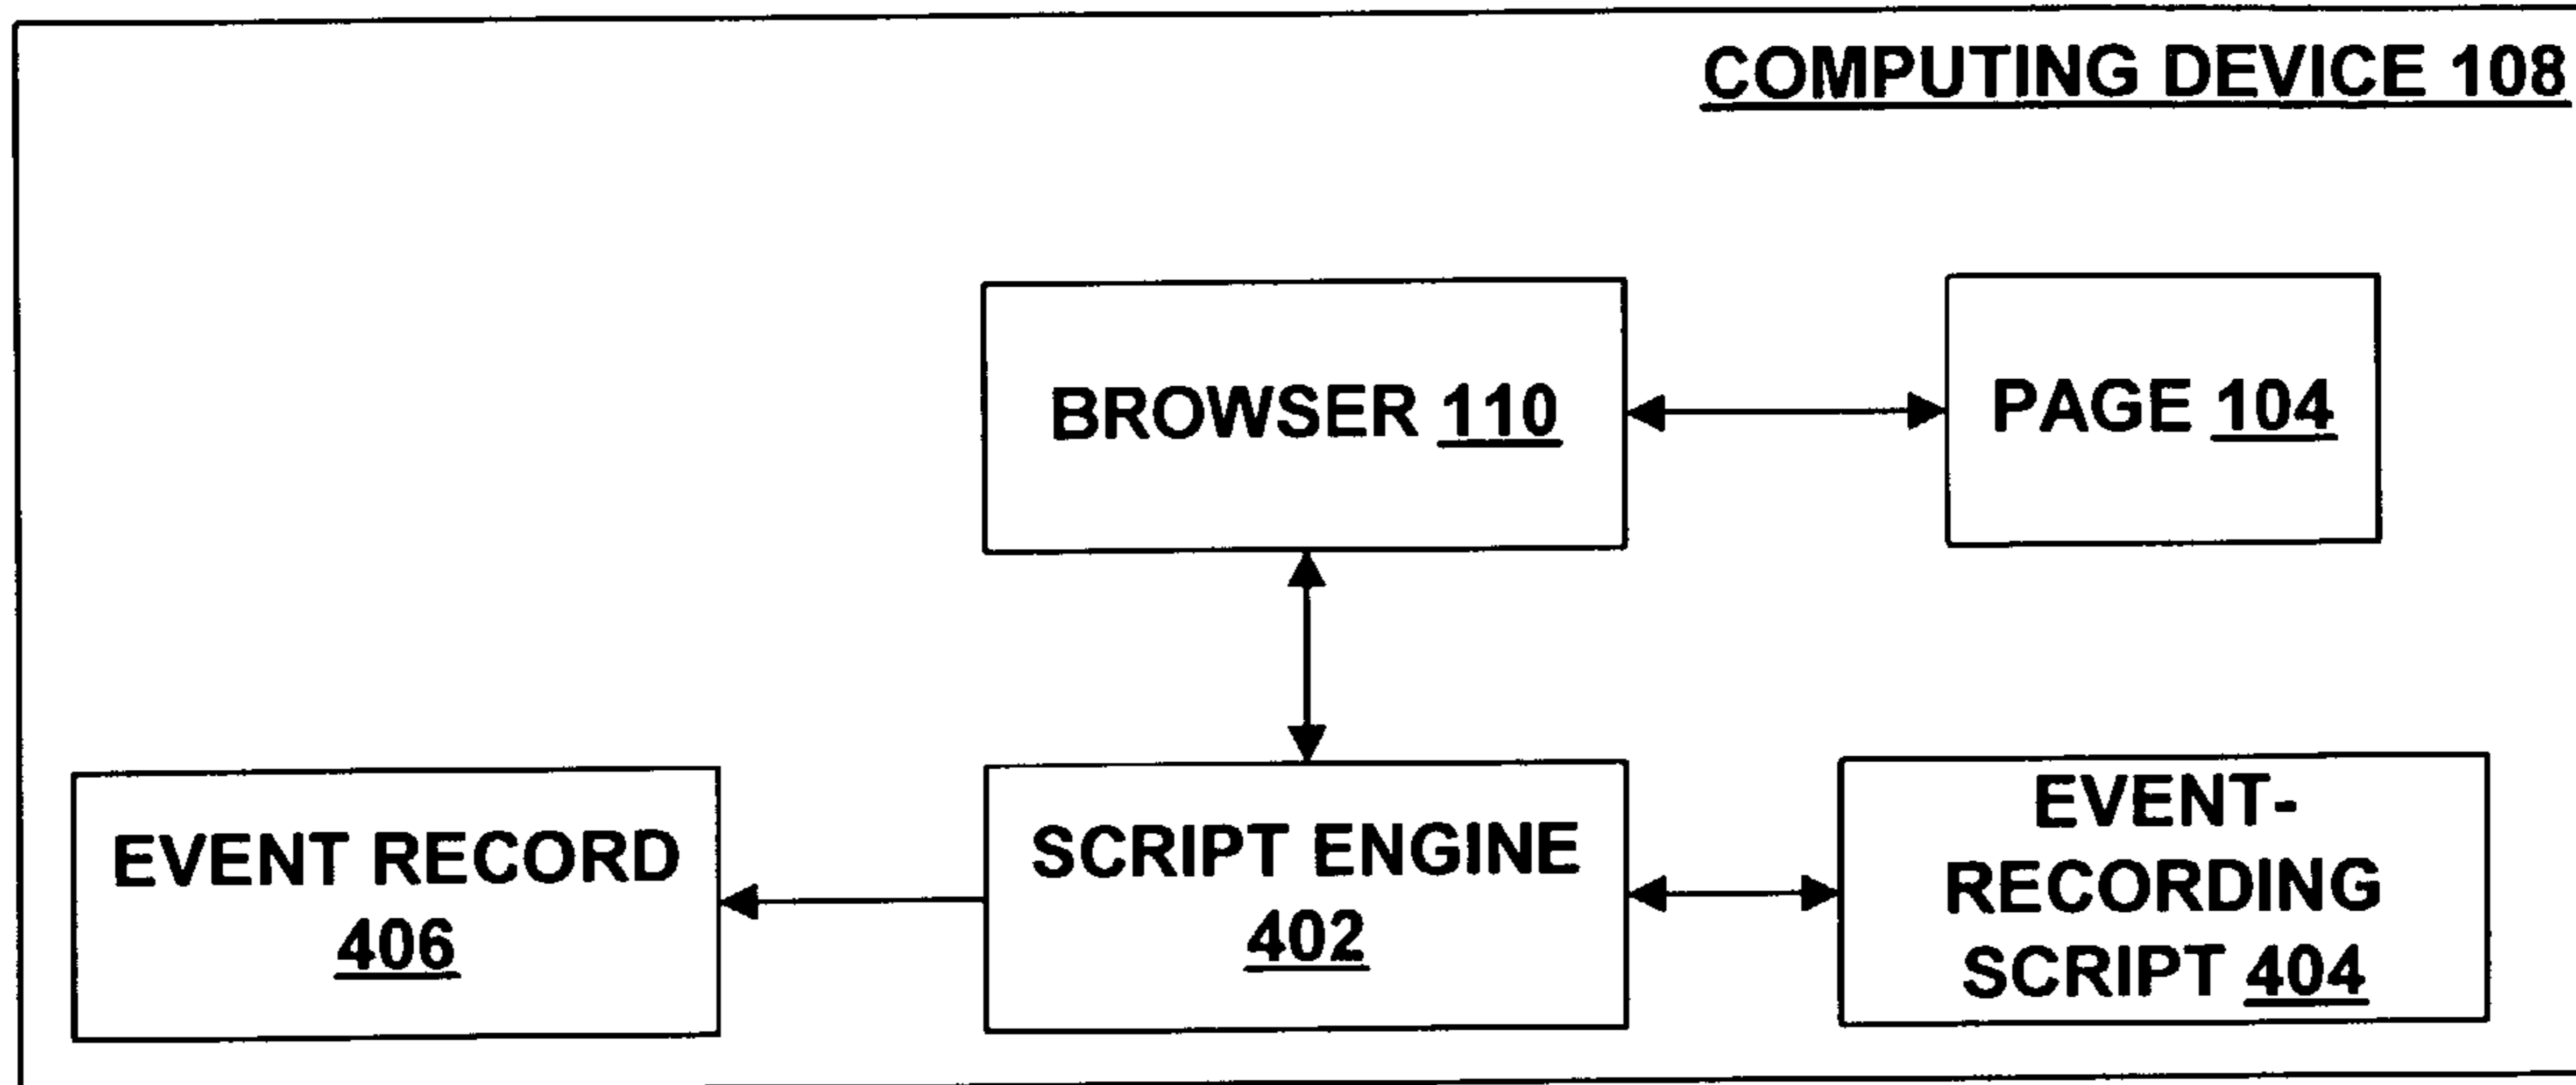 COMPUTING DEVICE 108
BROWSER 110
PAGE 104
EVENT RECORD
406
SCRIPT ENGINE
402
EVENT-
RECORDING
SCRIPT 404